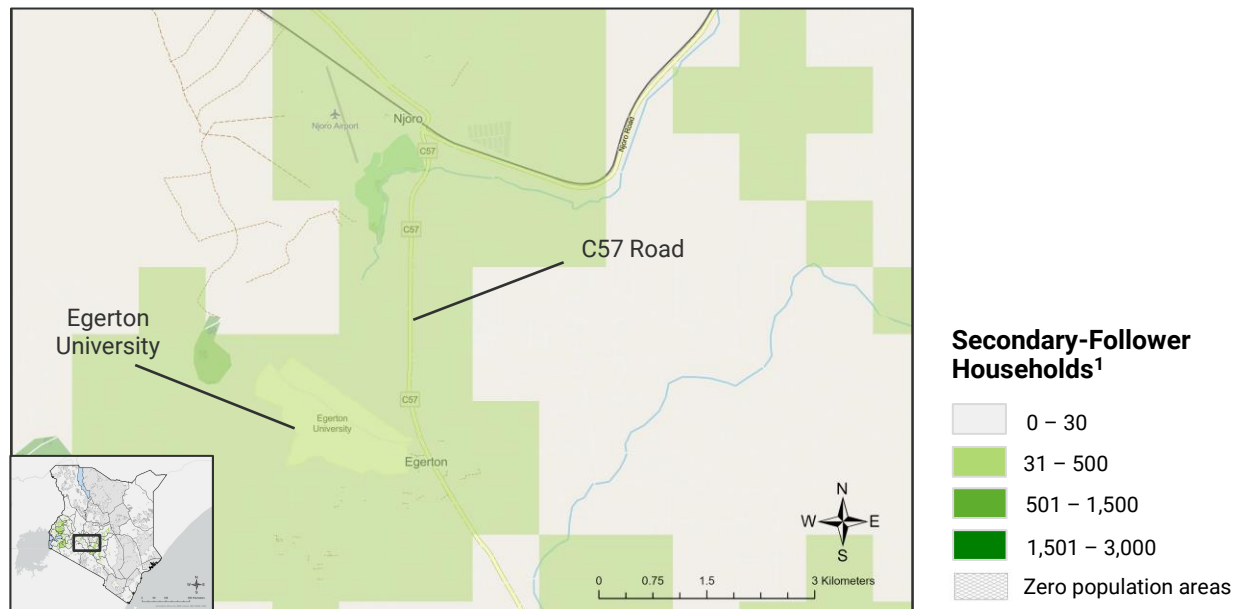 Njoro
Njoro Airport
C57
Njoro Road
C57
C57 Road
Egerton
University
Egerton
University
C57
Egerton
N
W E
S
0 0.75 1.5 3 Kilometers
Secondary-Follower
Households¹
0 – 30
31 – 500
501 – 1,500
1,501 – 3,000
Zero population areas